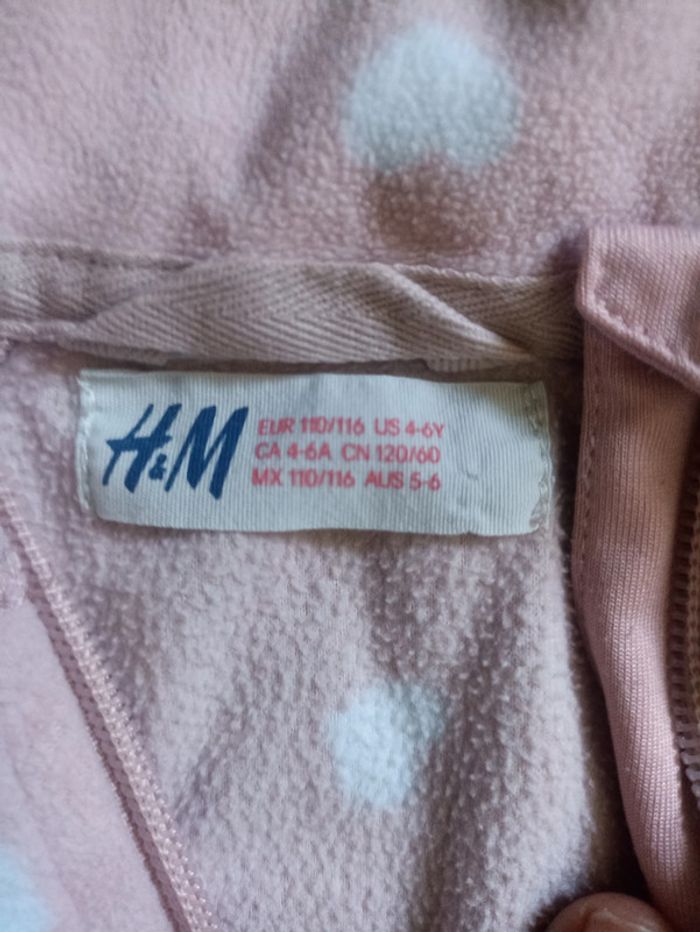 H&M
EUR 110/116 US 4-6Y
CA 4-6A CN 120/60
MX 110/116 AUS 5-6